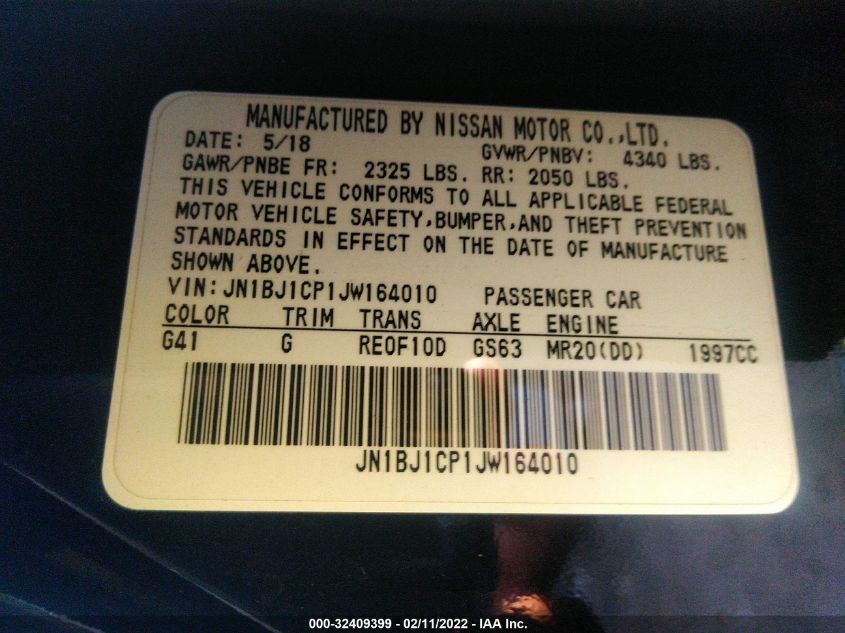 MANUFACTURED BY NISSAN MOTOR CO.,LTD.
DATE: 5/18 GVWR/PNBV: 4340 LBS.
GAWR/PNBE FR: 2325 LBS. RR: 2050 LBS.
THIS VEHICLE CONFORMS TO ALL APPLICABLE FEDERAL
MOTOR VEHICLE SAFETY,BUMPER,AND THEFT PREVENTION
STANDARDS IN EFFECT ON THE DATE OF MANUFACTURE
SHOWN ABOVE.
VIN:JN1BJ1CP1JW164010 PASSENGER CAR
COLOR TRIM TRANS AXLE ENGINE
G41 G RE0F10D GS63 MR20(DD) 1997CC
JN1BJ1CP1JW164010
000-32409399 - 02/11/2022 - IAA Inc.